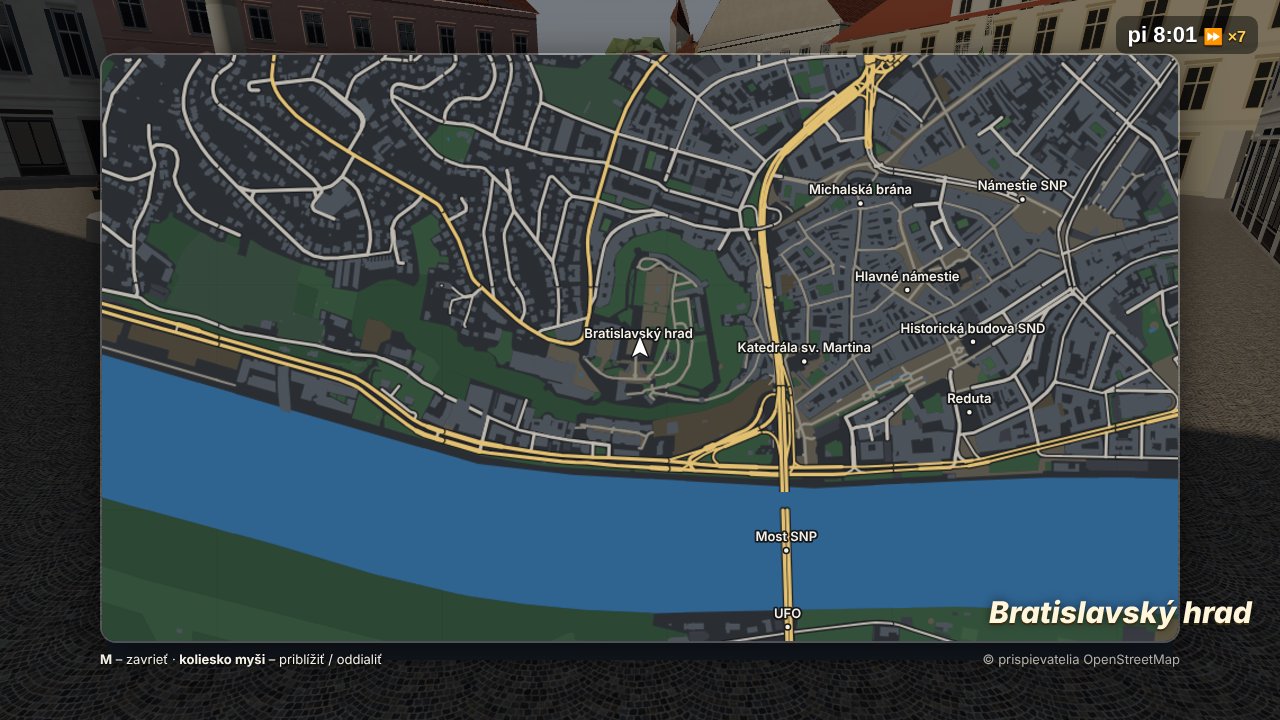 pi 8:01 ⏩ ×7
Michalská brána
Námestie SNP
Hlavné námestie
Historická budova SND
Bratislavský hrad
Katedrála sv. Martina
Reduta
Most SNP
UFO
Bratislavský hrad
M – zavrieť · koliesko myši – priblížiť / oddialiť
© prispievatelia OpenStreetMap